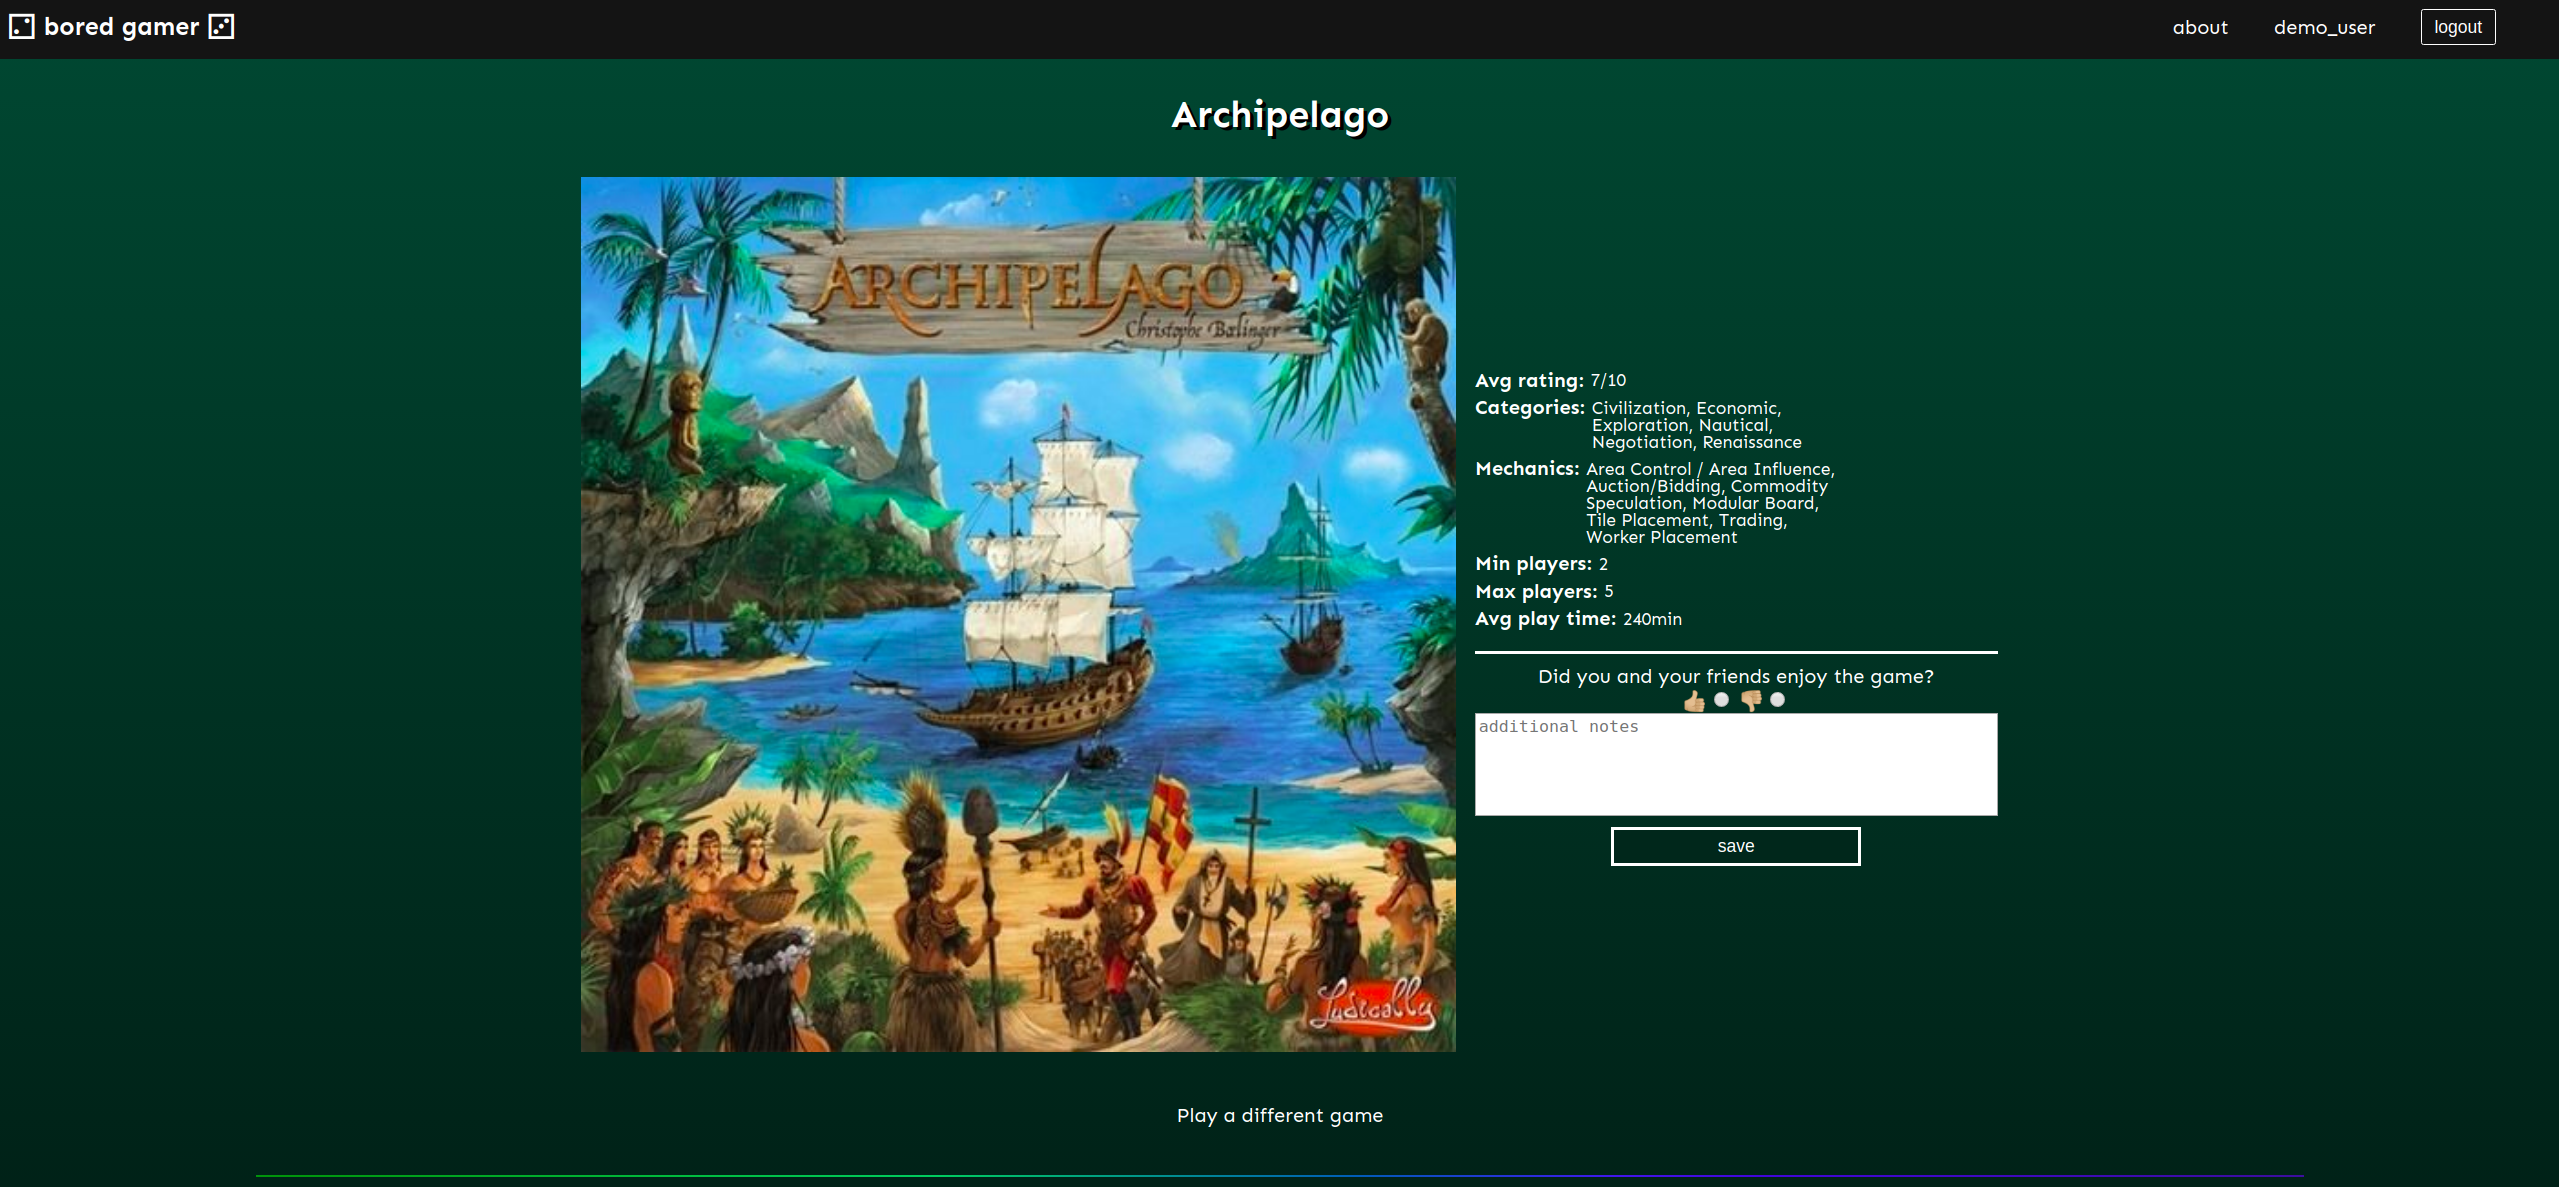 bored gamer
about
demo_user
logout
Archipelago
ARCHIPELAGO
Christophe Bœlinger
Avg rating: 7/10
Categories: Civilization, Economic,
Exploration, Nautical,
Negotiation, Renaissance
Mechanics: Area Control / Area Influence,
Auction/Bidding, Commodity
Speculation, Modular Board,
Tile Placement, Trading,
Worker Placement
Min players: 2
Max players: 5
Avg play time: 240min
Did you and your friends enjoy the game?
additional notes
save
Ludically
Play a different game